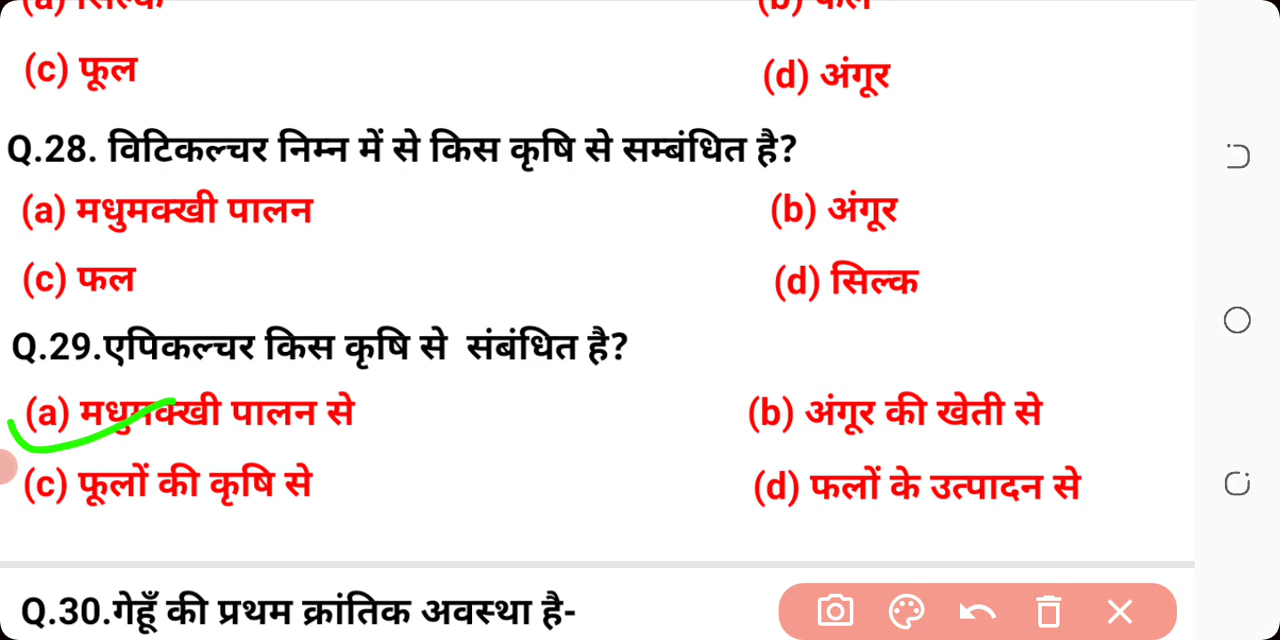 (c) फूल
(d) अंगूर
Q.28. विटिकल्चर निम्न में से किस कृषि से सम्बंधित है?
(a) मधुमक्खी पालन
(b) अंगूर
(c) फल
(d) सिल्क
Q.29.एपिकल्चर किस कृषि से संबंधित है?
(a) मधुमक्खी पालन से
(b) अंगूर की खेती से
(c) फूलों की कृषि से
(d) फलों के उत्पादन से
Q.30.गेहूँ की प्रथम क्रांतिक अवस्था है-